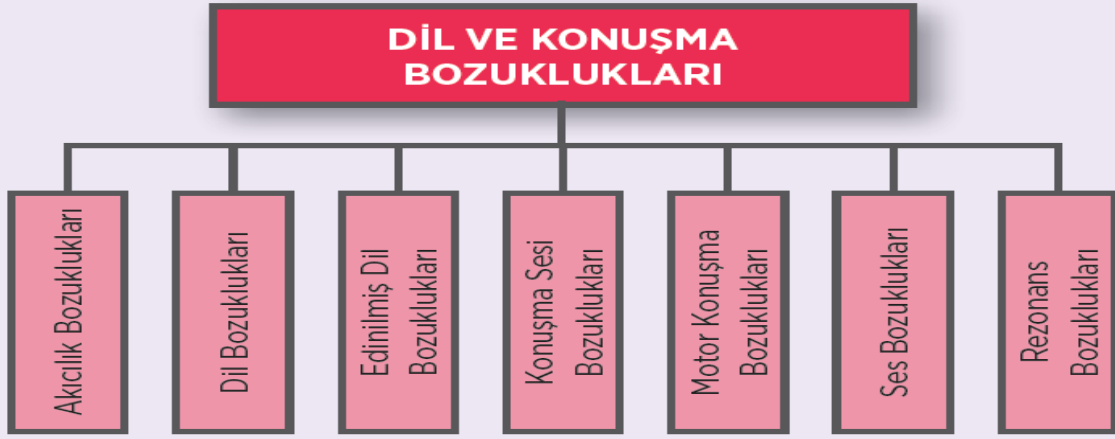 DİL VE KONUŞMA
BOZUKLUKLARI
Akıcılık Bozuklukları
Dil Bozuklukları
Edinilmiş Dil
Bozuklukları
Konuşma Sesi
Bozuklukları
Motor Konuşma
Bozuklukları
Ses Bozuklukları
Rezonans
Bozuklukları